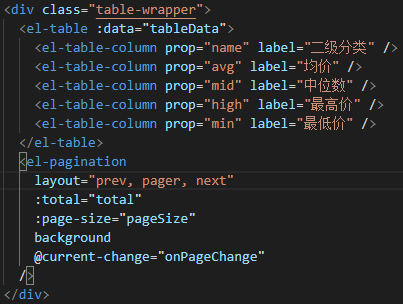 <div class="table-wrapper">
<el-table :data="tableData">
<el-table-column prop="name" label="二级分类" />
<el-table-column prop="avg" label="均价" />
<el-table-column prop="mid" label="中位数" />
<el-table-column prop="high" label="最高价" />
<el-table-column prop="min" label="最低价" />
</el-table>
<el-pagination
layout="prev, pager, next"
:total="total"
:page-size="pageSize"
background
@current-change="onPageChange"
/>
</div>